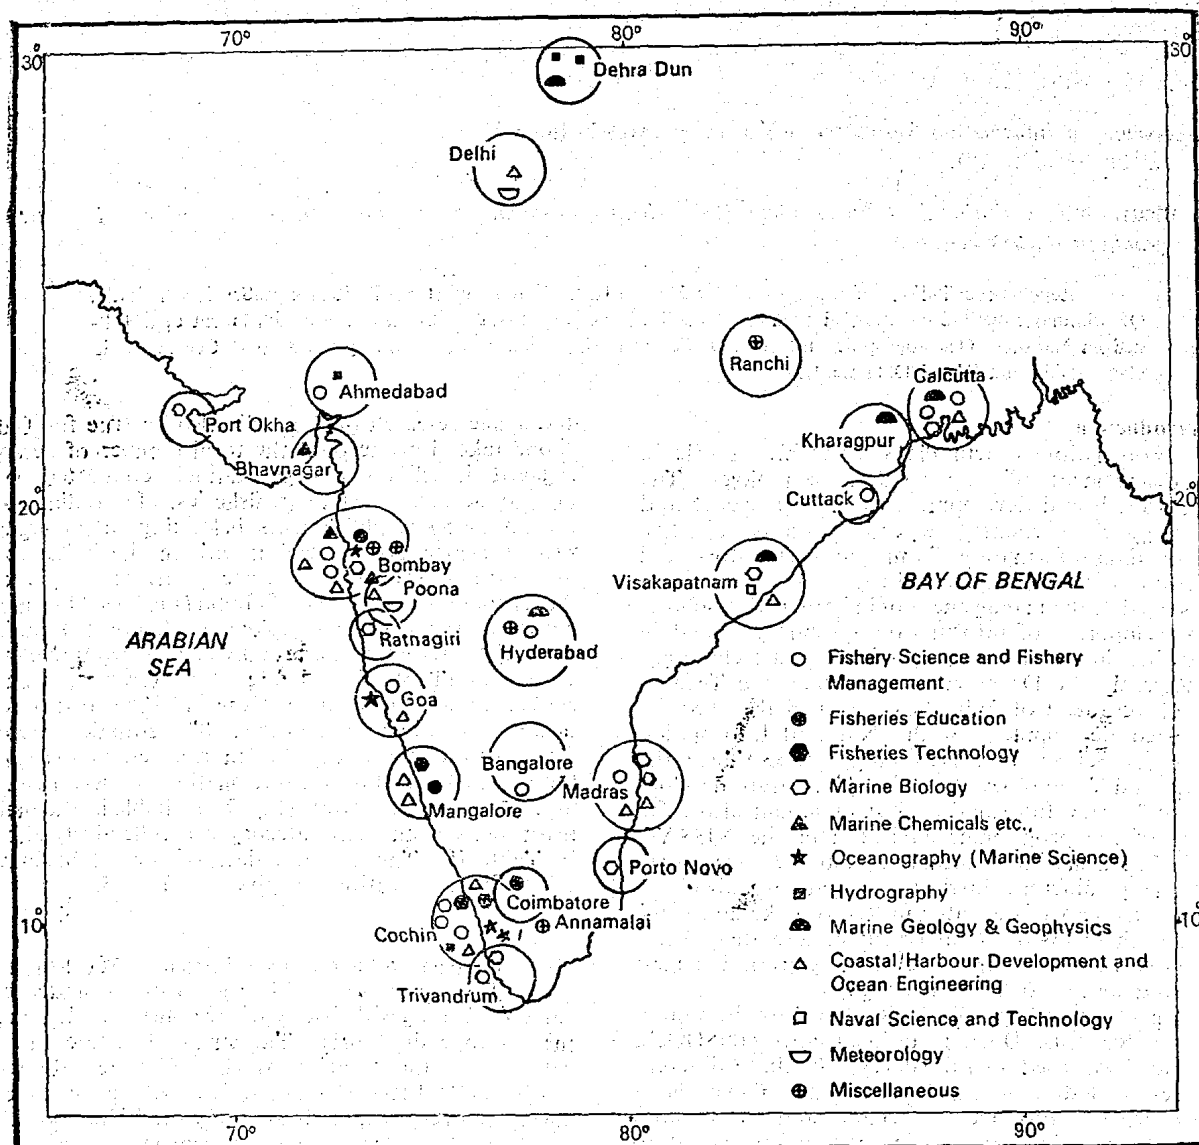 70°
80°
90°
30°
30°
Dehra Dun
Delhi
Ranchi
Ahmedabad
Calcutta
Port Okha
Kharagpur
Bhavnagar
Cuttack
20°
20°
Bombay
Poona
Visakapatnam
BAY OF BENGAL
ARABIAN
SEA
Ratnagiri
Hyderabad
Goa
Bangalore
Madras
Mangalore
Porto Novo
Coimbatore
Annamalai
Cochin
Trivandrum
10°
10°
Fishery Science and Fishery
Management
Fisheries Education
Fisheries Technology
Marine Biology
Marine Chemicals etc.,
Oceanography (Marine Science)
Hydrography
Marine Geology & Geophysics
Coastal/Harbour Development and
Ocean Engineering
Naval Science and Technology
Meteorology
Miscellaneous
70°
80°
90°